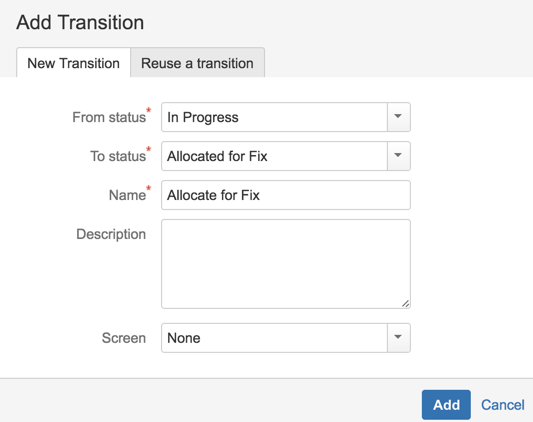 Add Transition
New Transition Reuse a transition
From status* In Progress
To status* Allocated for Fix
Name* Allocate for Fix
Description
Screen None
Add Cancel